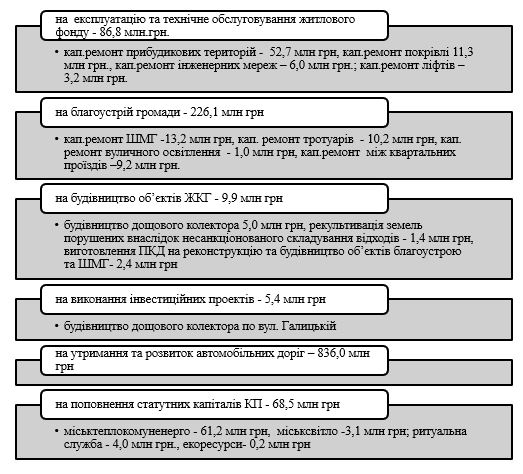 на експлуатацію та технічне обслуговування житлового
фонду - 86,8 млн.грн.
• кап.ремонт прибудикових територій - 52,7 млн грн, кап.ремонт покрівлі 11,3
млн грн., кап.ремонт інженерних мереж – 6,0 млн грн.; кап.ремонт ліфтів –
3,2 млн грн.
на благоустрій громади - 226,1 млн грн
• кап.ремонт ШМГ -13,2 млн грн, кап. ремонт тротуарів - 10,2 млн грн, кап.
ремонт вуличного освітлення - 1,0 млн грн, кап.ремонт між квартальних
проїздів –9,2 млн грн.
на будівництво об’єктів ЖКГ - 9,9 млн грн
• будівництво дощового колектора 5,0 млн грн, рекультивація земель
порушених внаслідок несанкціонованого складування відходів - 1,4 млн грн,
виготовлення ПКД на реконструкцію та будівництво об’єктів благоустрою
та ШМГ- 2,4 млн грн
на виконання інвестиційних проектів - 5,4 млн грн
• будівництво дощового колектора по вул. Галицькій
на утримання та розвиток автомобільних доріг – 836,0 млн
грн
на поповнення статутних капіталів КП - 68,5 млн грн
• міськтеплокомуненерго - 61,2 млн грн, міськсвітло -3,1 млн грн; ритуальна
служба - 4,0 млн грн., екоресурси- 0,2 млн грн